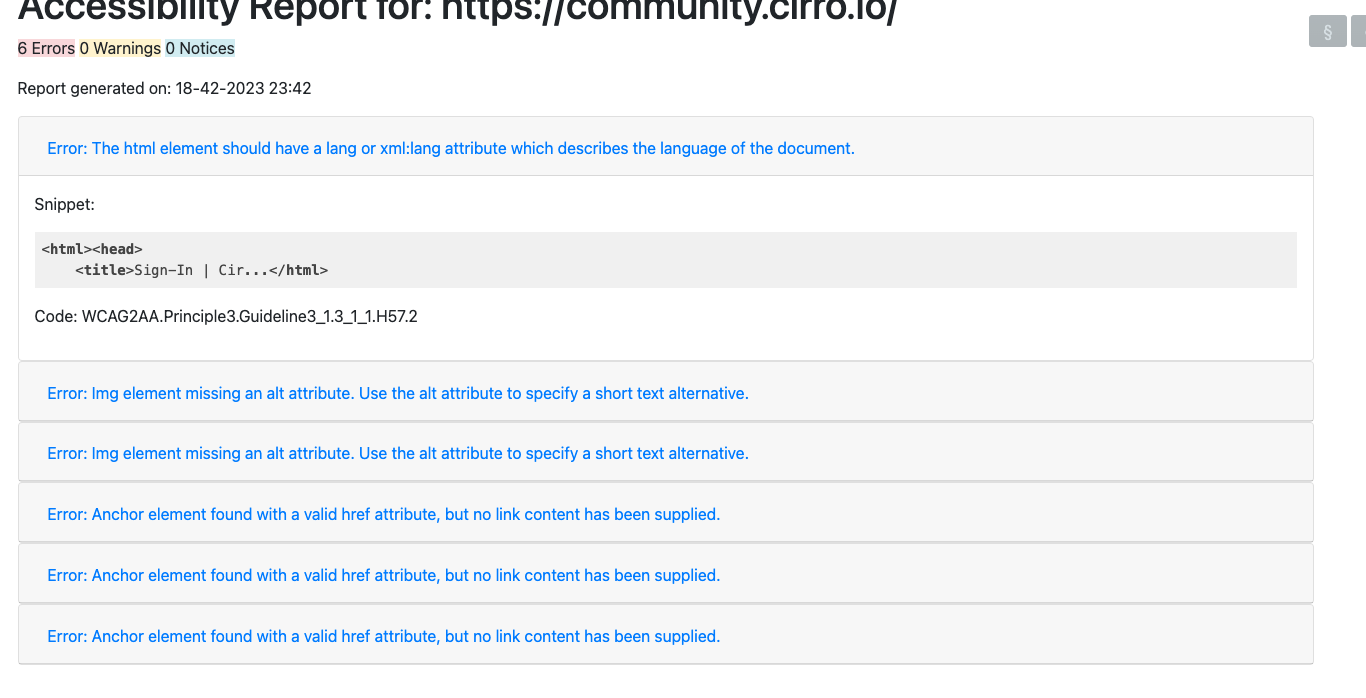 Accessibility Report for: https://community.cirro.io/
§
6 Errors 0 Warnings 0 Notices
Report generated on: 18-42-2023 23:42
Error: The html element should have a lang or xml:lang attribute which describes the language of the document.
Snippet:
<html><head>
    <title>Sign-In | Cir...</html>
Code: WCAG2AA.Principle3.Guideline3_1.3_1_1.H57.2
Error: Img element missing an alt attribute. Use the alt attribute to specify a short text alternative.
Error: Img element missing an alt attribute. Use the alt attribute to specify a short text alternative.
Error: Anchor element found with a valid href attribute, but no link content has been supplied.
Error: Anchor element found with a valid href attribute, but no link content has been supplied.
Error: Anchor element found with a valid href attribute, but no link content has been supplied.